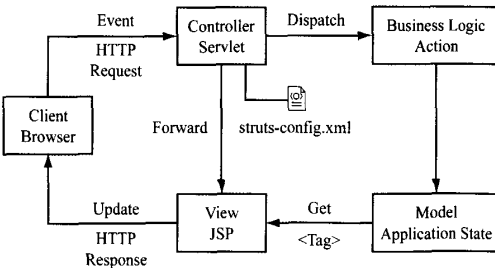 Event
HTTP
Request
Controller
Servlet
Dispatch
Business Logic
Action
Client
Browser
Forward
struts-config.xml
Update
HTTP
Response
View
JSP
Get
<Tag>
Model
Application State